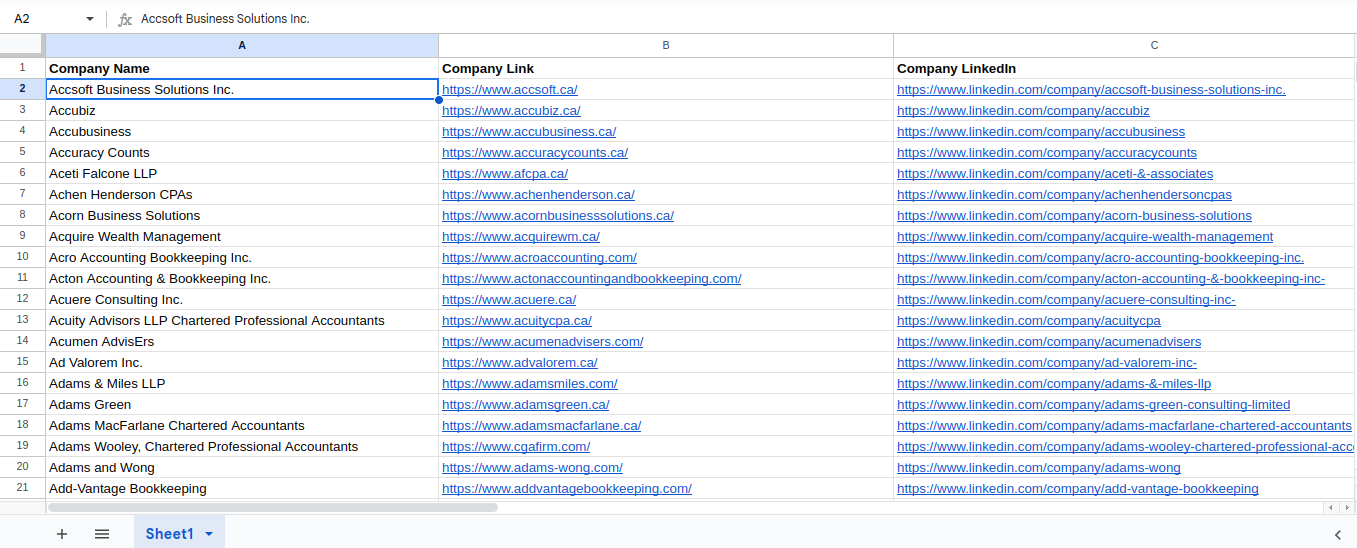 A2 fx Accsoft Business Solutions Inc.
A B C
1 Company Name Company Link Company LinkedIn
2 Accsoft Business Solutions Inc. https://www.accsoft.ca/ https://www.linkedin.com/company/accsoft-business-solutions-inc.
3 Accubiz https://www.accubiz.ca/ https://www.linkedin.com/company/accubiz
4 Accubusiness https://www.accubusiness.ca/ https://www.linkedin.com/company/accubusiness
5 Accuracy Counts https://www.accuracycounts.ca/ https://www.linkedin.com/company/accuracycounts
6 Aceti Falcone LLP https://www.afcpa.ca/ https://www.linkedin.com/company/aceti-&-associates
7 Achen Henderson CPAs https://www.achenhenderson.ca/ https://www.linkedin.com/company/achenhendersoncpas
8 Acorn Business Solutions https://www.acornbusinesssolutions.ca/ https://www.linkedin.com/company/acorn-business-solutions
9 Acquire Wealth Management https://www.acquirewm.ca/ https://www.linkedin.com/company/acquire-wealth-management
10 Acro Accounting Bookkeeping Inc. https://www.acroaccounting.com/ https://www.linkedin.com/company/acro-accounting-bookkeeping-inc.
11 Acton Accounting & Bookkeeping Inc. https://www.actonaccountingandbookkeeping.com/ https://www.linkedin.com/company/acton-accounting-&-bookkeeping-inc-
12 Acuere Consulting Inc. https://www.acuere.ca/ https://www.linkedin.com/company/acuere-consulting-inc-
13 Acuity Advisors LLP Chartered Professional Accountants https://www.acuitycpa.ca/ https://www.linkedin.com/company/acuitycpa
14 Acumen AdvisErs https://www.acumenadvisers.com/ https://www.linkedin.com/company/acumenadvisers
15 Ad Valorem Inc. https://www.advalorem.ca/ https://www.linkedin.com/company/ad-valorem-inc-
16 Adams & Miles LLP https://www.adamsmiles.com/ https://www.linkedin.com/company/adams-&-miles-llp
17 Adams Green https://www.adamsgreen.ca/ https://www.linkedin.com/company/adams-green-consulting-limited
18 Adams MacFarlane Chartered Accountants https://www.adamsmacfarlane.ca/ https://www.linkedin.com/company/adams-macfarlane-chartered-accountants
19 Adams Wooley, Chartered Professional Accountants https://www.cgafirm.com/ https://www.linkedin.com/company/adams-wooley-chartered-professional-acc
20 Adams and Wong https://www.adams-wong.com/ https://www.linkedin.com/company/adams-wong
21 Add-Vantage Bookkeeping https://www.addvantagebookkeeping.com/ https://www.linkedin.com/company/add-vantage-bookkeeping
Sheet1